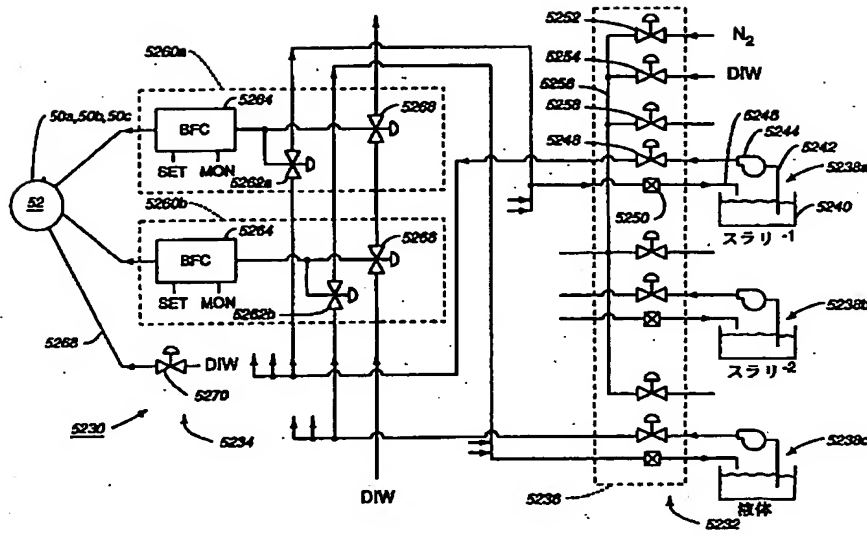 5252
N₂
5254
DIW
5256
5258
5248
5246
5244
5242
5238a
5250
5240
スラリ-1
5238b
スラリ-2
5238c
液体
5236
5232
5260a
5264
BFC
SET MON
5268
5262a
50a,50b,50c
52
5260b
5264
BFC
SET MON
5266
5262b
5268
DIW
5270
5230
5234
DIW